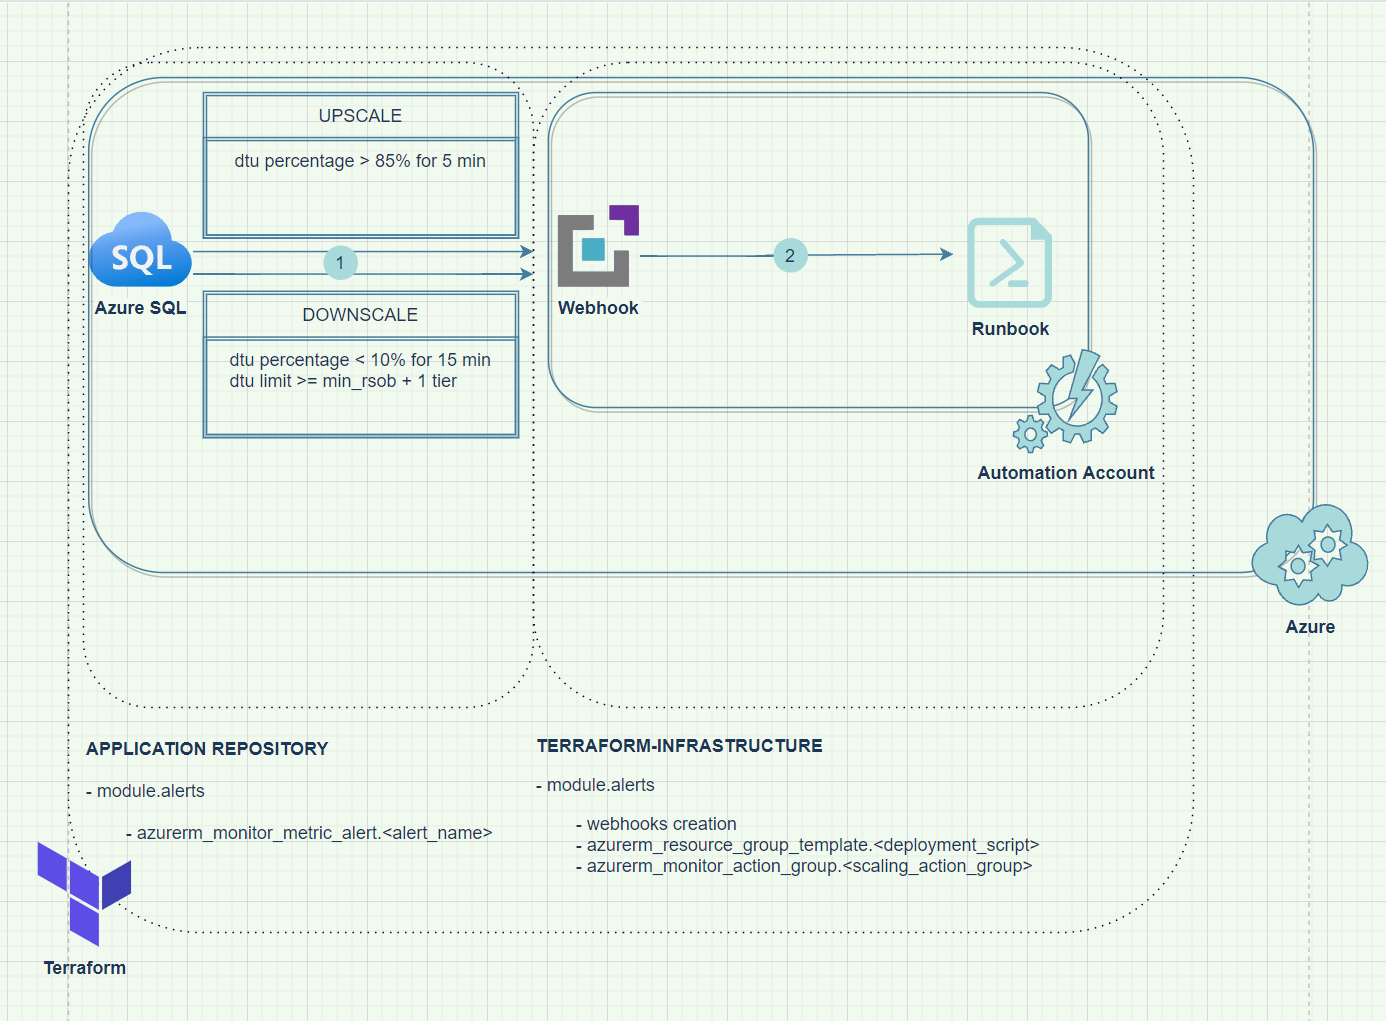 UPSCALE
dtu percentage > 85% for 5 min
SQL
Azure SQL
1
Webhook
2
Runbook
DOWNSCALE
dtu percentage < 10% for 15 min
dtu limit >= min_rsob + 1 tier
Automation Account
Azure
APPLICATION REPOSITORY
- module.alerts
- azurerm_monitor_metric_alert.<alert_name>
TERRAFORM-INFRASTRUCTURE
- module.alerts
- webhooks creation
- azurerm_resource_group_template.<deployment_script>
- azurerm_monitor_action_group.<scaling_action_group>
Terraform